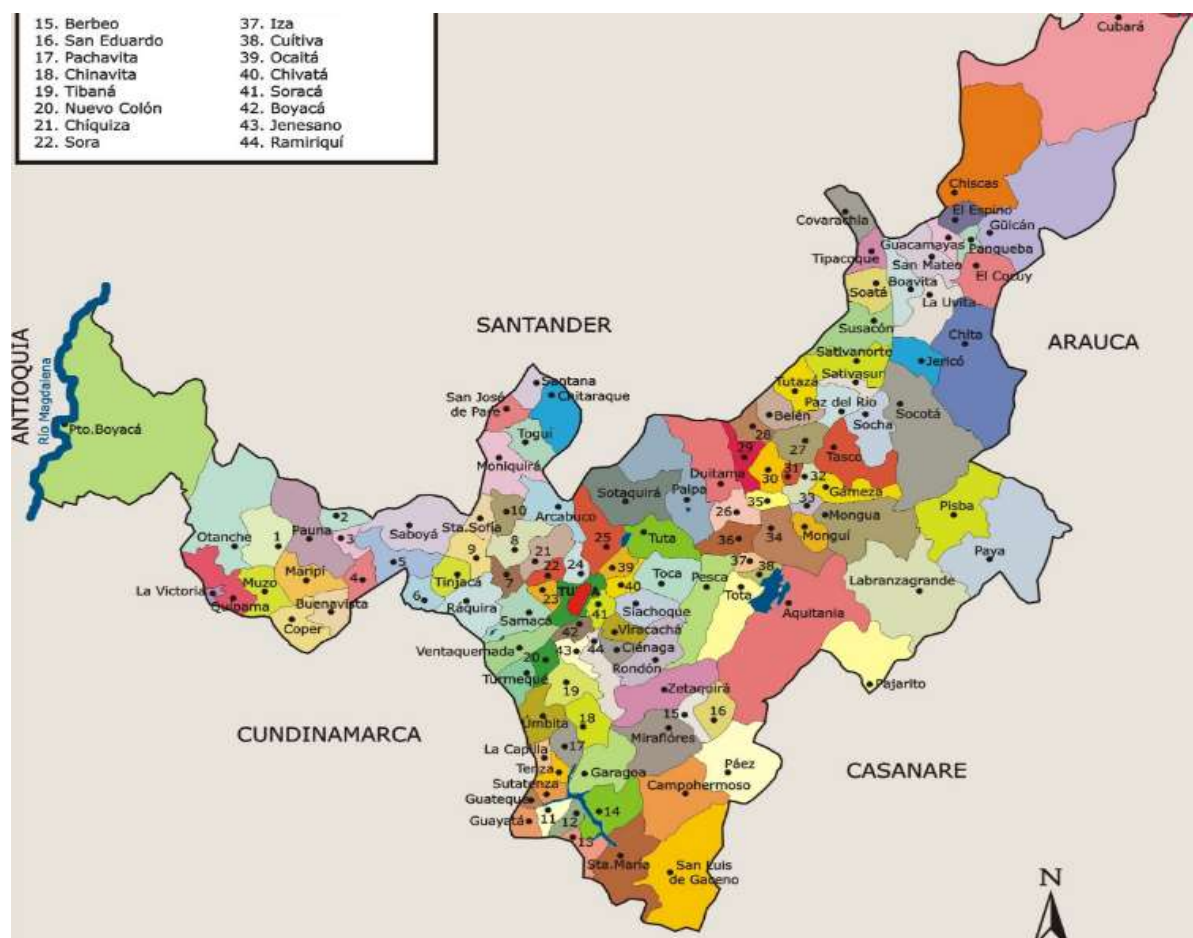 15. Berbeo
16. San Eduardo
17. Pachavita
18. Chinavita
19. Tibaná
20. Nuevo Colón
21. Chíquiza
22. Sora
37. Iza
38. Cuítiva
39. Ocaitá
40. Chivatá
41. Soracá
42. Boyacá
43. Jenesano
44. Ramiriquí
Cubará
Chiscas
Covarachia
El Espino
Güicán
Guacamayas
Panqueba
Tipacoque
San Mateo
El Cocuy
Boavita
Soatá
La Uvita
SANTANDER
Susacón
ARAUCA
Chita
ANTIOQUIA
Río Magdalena
Sativanorte
Jericó
Santana
Sativasur
Tutazá
Chitaraque
San José
de Pare
Paz del Río
Socotá
Belén
Socha
Pto.Boyacá
28
Togui
27
Tasco
Moniquirá
29
Duitama
30
31
32
Gámeza
Sotaquirá
Paipa
35
33
Pisba
10
Arcabuco
26
Mongua
2
Sta.Sofia
Saboyá
Pauna
3
Tuta
36
34
Monguí
Otanche
1
8
25
9
21
5
37
Paya
24
38
39
Toca
Pesca
Maripí
4
7
22
Tinjacá
Labranzagrande
40
Muzo
La Victoria
23
Tota
Quípama
6
Ráquira
41
Siachoque
Aquitania
Buenavista
Samacá
Coper
42
Viracachá
Ventaquemada
43
44
Ciénaga
20
Rondón
Turmequé
19
Zetaquirá
Pajarito
15
16
Úmbita
18
CUNDINAMARCA
Miraflores
17
La Capilla
Tenza
Garagoa
Páez
CASANARE
Sutatenza
Campohermoso
Guateque
11
14
Guayatá
12
13
Sta.María
San Luis
de Gaceno
N